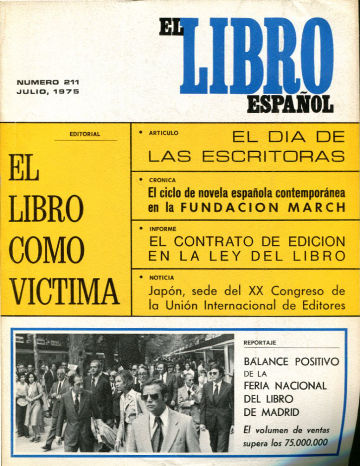 EL
LIBRO
ESPAÑOL
NUMERO 211
JULIO, 1975
EDITORIAL
EL
LIBRO
COMO
VICTIMA
• ARTICULO
EL DIA DE
LAS ESCRITORAS
• CRONICA
El ciclo de novela española contemporánea
en la FUNDACION MARCH
• INFORME
EL CONTRATO DE EDICION
EN LA LEY DEL LIBRO
• NOTICIA
Japón, sede del XX Congreso de
la Unión Internacional de Editores
REPORTAJE
BALANCE POSITIVO
DE LA
FERIA NACIONAL
DEL LIBRO
DE MADRID
El volumen de ventas
supera los 75.000.000